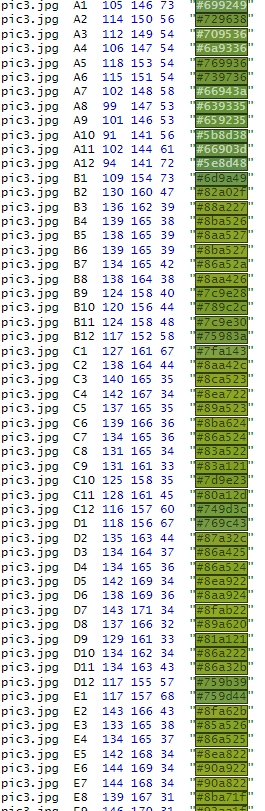 pic3.jpg A1 105 146 73 "#699249"
pic3.jpg A2 114 150 56 "#729638"
pic3.jpg A3 112 149 54 "#709536"
pic3.jpg A4 106 147 54 "#6a9336"
pic3.jpg A5 118 153 54 "#769936"
pic3.jpg A6 115 151 54 "#739736"
pic3.jpg A7 102 148 58 "#66943a"
pic3.jpg A8 99 147 53 "#639335"
pic3.jpg A9 101 146 53 "#659235"
pic3.jpg A10 91 141 56 "#5b8d38"
pic3.jpg A11 102 144 61 "#66903d"
pic3.jpg A12 94 141 72 "#5e8d48"
pic3.jpg B1 109 154 73 "#6d9a49"
pic3.jpg B2 130 160 47 "#82a02f"
pic3.jpg B3 136 162 39 "#88a227"
pic3.jpg B4 139 165 38 "#8ba526"
pic3.jpg B5 138 165 39 "#8aa527"
pic3.jpg B6 139 165 39 "#8ba527"
pic3.jpg B7 134 165 42 "#86a52a"
pic3.jpg B8 138 164 38 "#8aa426"
pic3.jpg B9 124 158 40 "#7c9e28"
pic3.jpg B10 120 156 44 "#789c2c"
pic3.jpg B11 124 158 48 "#7c9e30"
pic3.jpg B12 117 152 58 "#75983a"
pic3.jpg C1 127 161 67 "#7fa143"
pic3.jpg C2 138 164 44 "#8aa42c"
pic3.jpg C3 140 165 35 "#8ca523"
pic3.jpg C4 142 167 34 "#8ea722"
pic3.jpg C5 137 165 35 "#89a523"
pic3.jpg C6 139 166 36 "#8ba624"
pic3.jpg C7 134 165 36 "#86a524"
pic3.jpg C8 131 165 34 "#83a522"
pic3.jpg C9 131 161 33 "#83a121"
pic3.jpg C10 125 158 35 "#7d9e23"
pic3.jpg C11 128 161 45 "#80a12d"
pic3.jpg C12 116 157 60 "#749d3c"
pic3.jpg D1 118 156 67 "#769c43"
pic3.jpg D2 135 163 44 "#87a32c"
pic3.jpg D3 134 164 37 "#86a425"
pic3.jpg D4 134 165 36 "#86a524"
pic3.jpg D5 142 169 34 "#8ea922"
pic3.jpg D6 138 169 36 "#8aa924"
pic3.jpg D7 143 171 34 "#8fab22"
pic3.jpg D8 137 166 32 "#89a620"
pic3.jpg D9 129 161 33 "#81a121"
pic3.jpg D10 134 162 34 "#86a222"
pic3.jpg D11 134 163 43 "#86a32b"
pic3.jpg D12 117 155 57 "#759b39"
pic3.jpg E1 117 157 68 "#759d44"
pic3.jpg E2 143 166 43 "#8fa62b"
pic3.jpg E3 133 165 38 "#85a526"
pic3.jpg E4 134 165 37 "#86a525"
pic3.jpg E5 142 168 34 "#8ea822"
pic3.jpg E6 144 169 34 "#90a922"
pic3.jpg E7 144 168 34 "#90a822"
pic3.jpg E8 139 167 31 "#8ba71f"